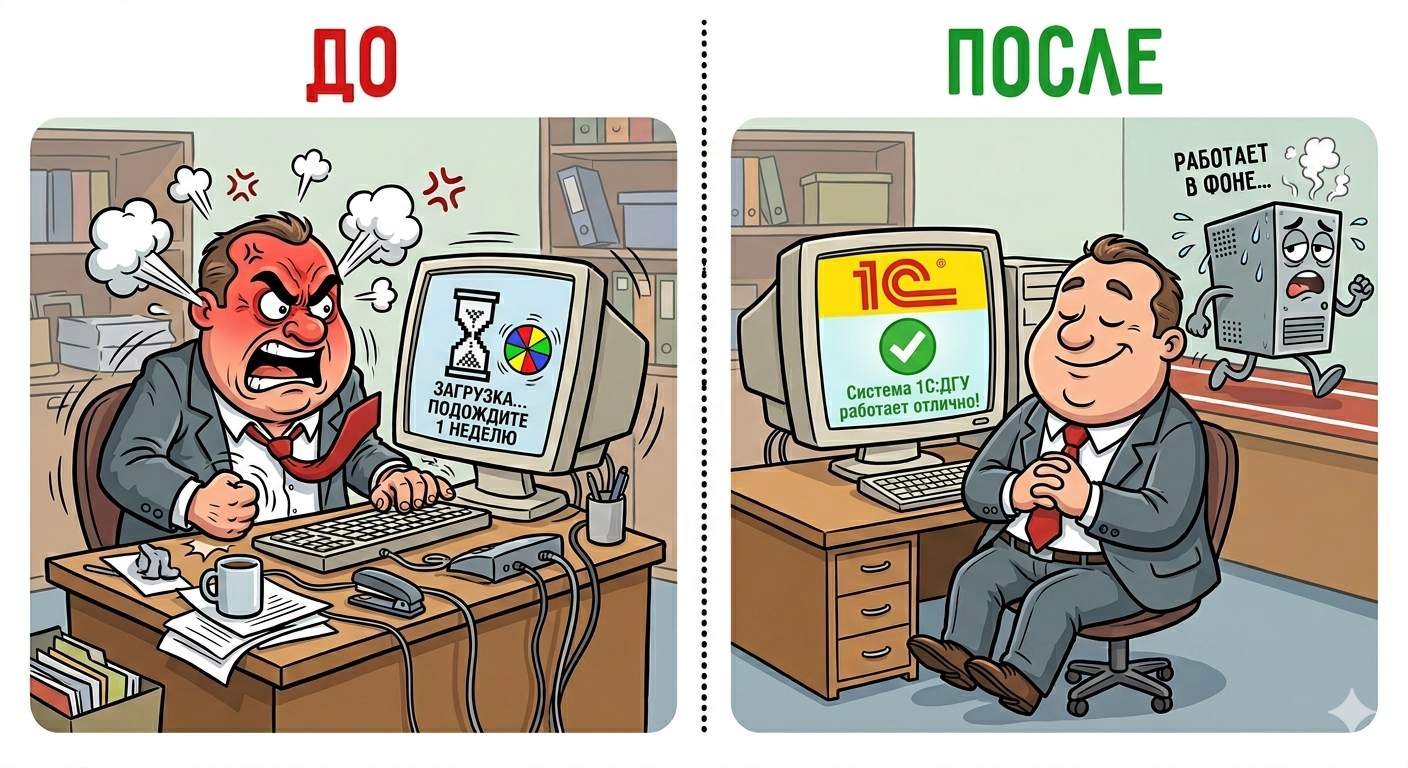 ДО
ЗАГРУЗКА...
ПОДОЖДИТЕ
1 НЕДЕЛЮ
ПОСЛЕ
РАБОТАЕТ
В ФОНЕ...
1С®
Система 1С:ДГУ
работает отлично!